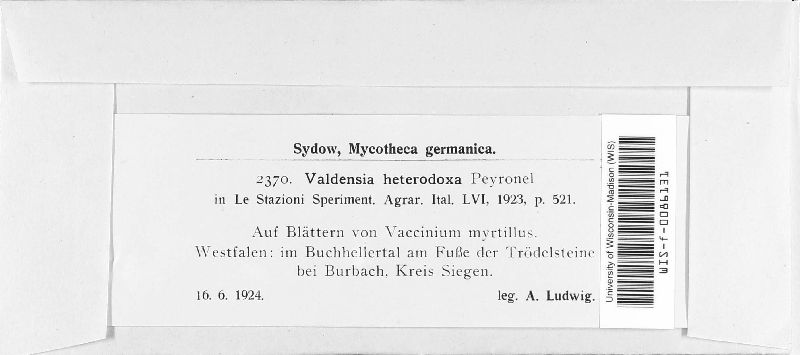 Sydow, Mycotheca germanica.
2370. Valdensia heterodoxa Peyronel
in Le Stazioni Speriment. Agrar. Ital. LVI, 1923, p. 521.
Auf Blättern von Vaccinium myrtillus.
Westfalen: im Buchhellertal am Fuße der Trödelsteine
bei Burbach, Kreis Siegen.
16. 6. 1924. leg. A. Ludwig.
University of Wisconsin-Madison (WIS)
WIS-f-0086131